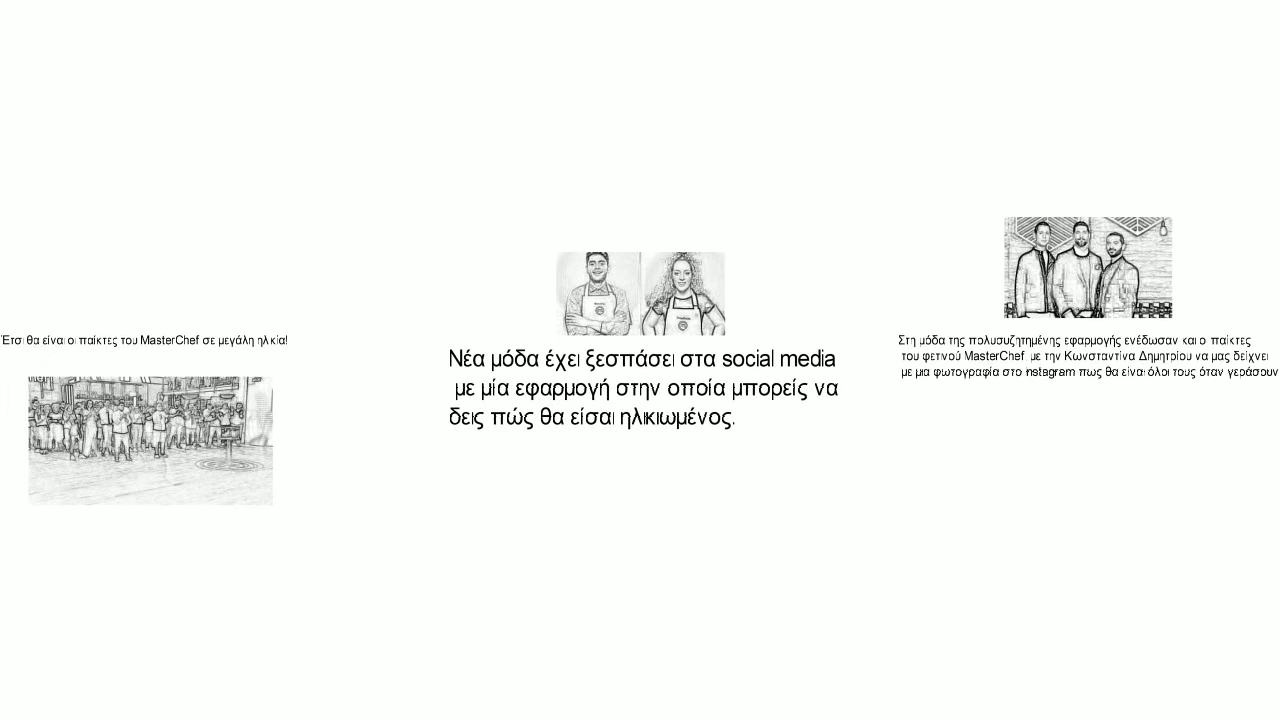 Έτσι θα είναι οι παίκτες του MasterChef σε μεγάλη ηλικία!
Νέα μόδα έχει ξεσπάσει στα social media
με μία εφαρμογή στην οποία μπορείς να
δεις πώς θα είσαι ηλικιωμένος.
Στη μόδα της πολυσυζητημένης εφαρμογής ενέδωσαν και οι παίκτες
του φετινού MasterChef με την Κωνσταντίνα Δημητρίου να μας δείχνει
με μια φωτογραφία στο instagram πως θα είναι όλοι τους όταν γεράσουν